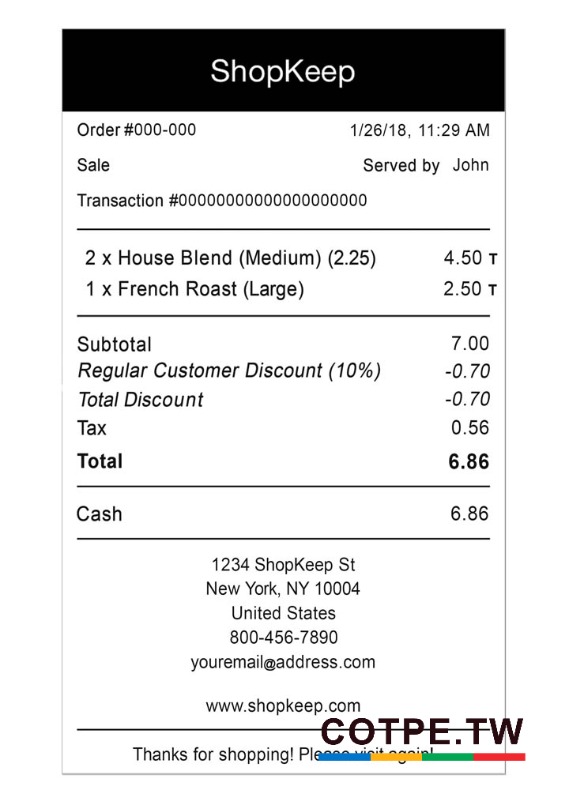 ShopKeep
Order #000-000 1/26/18, 11:29 AM
Sale Served by John
Transaction #00000000000000000000
2 x House Blend (Medium) (2.25) 4.50 T
1 x French Roast (Large) 2.50 T
Subtotal 7.00
Regular Customer Discount (10%) -0.70
Total Discount -0.70
Tax 0.56
Total 6.86
Cash 6.86
1234 ShopKeep St
New York, NY 10004
United States
800-456-7890
youremail@address.com
www.shopkeep.com
COTPE.TW
Thanks for shopping! Please visit again!